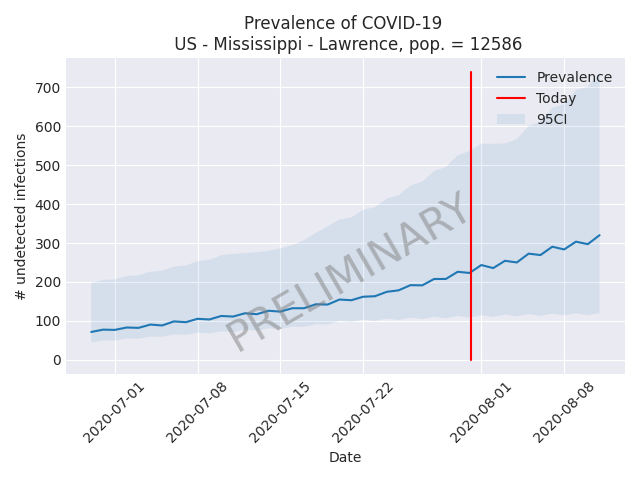 Prevalence of COVID-19
US - Mississippi - Lawrence, pop. = 12586
Prevalence
Today
95CI
700
600
500
400
300
200
100
0
# undetected infections
PRELIMINARY
2020-07-01
2020-07-08
2020-07-15
2020-07-22
2020-08-01
2020-08-08
Date